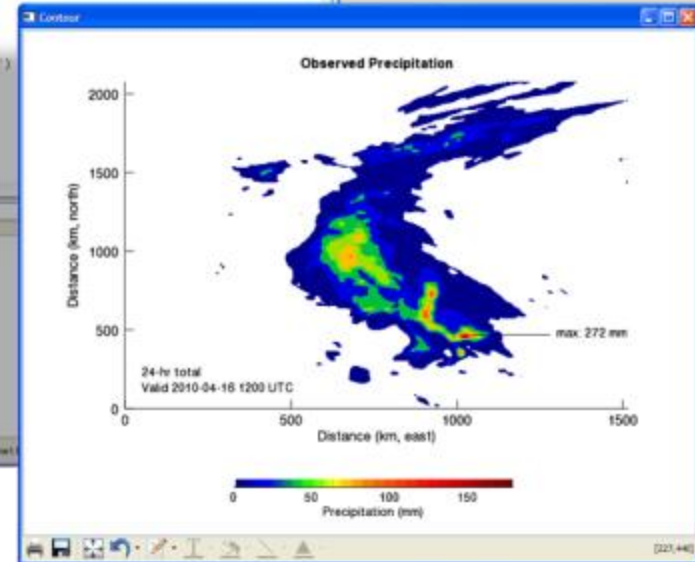 Contour
Observed Precipitation
2000
1500
1000
500
0
Distance (km, north)
max: 272 mm
24-hr total
Valid 2010-04-16 1200 UTC
0 500 1000 1500
Distance (km, east)
0 50 100 150
Precipitation (mm)
[227,440]